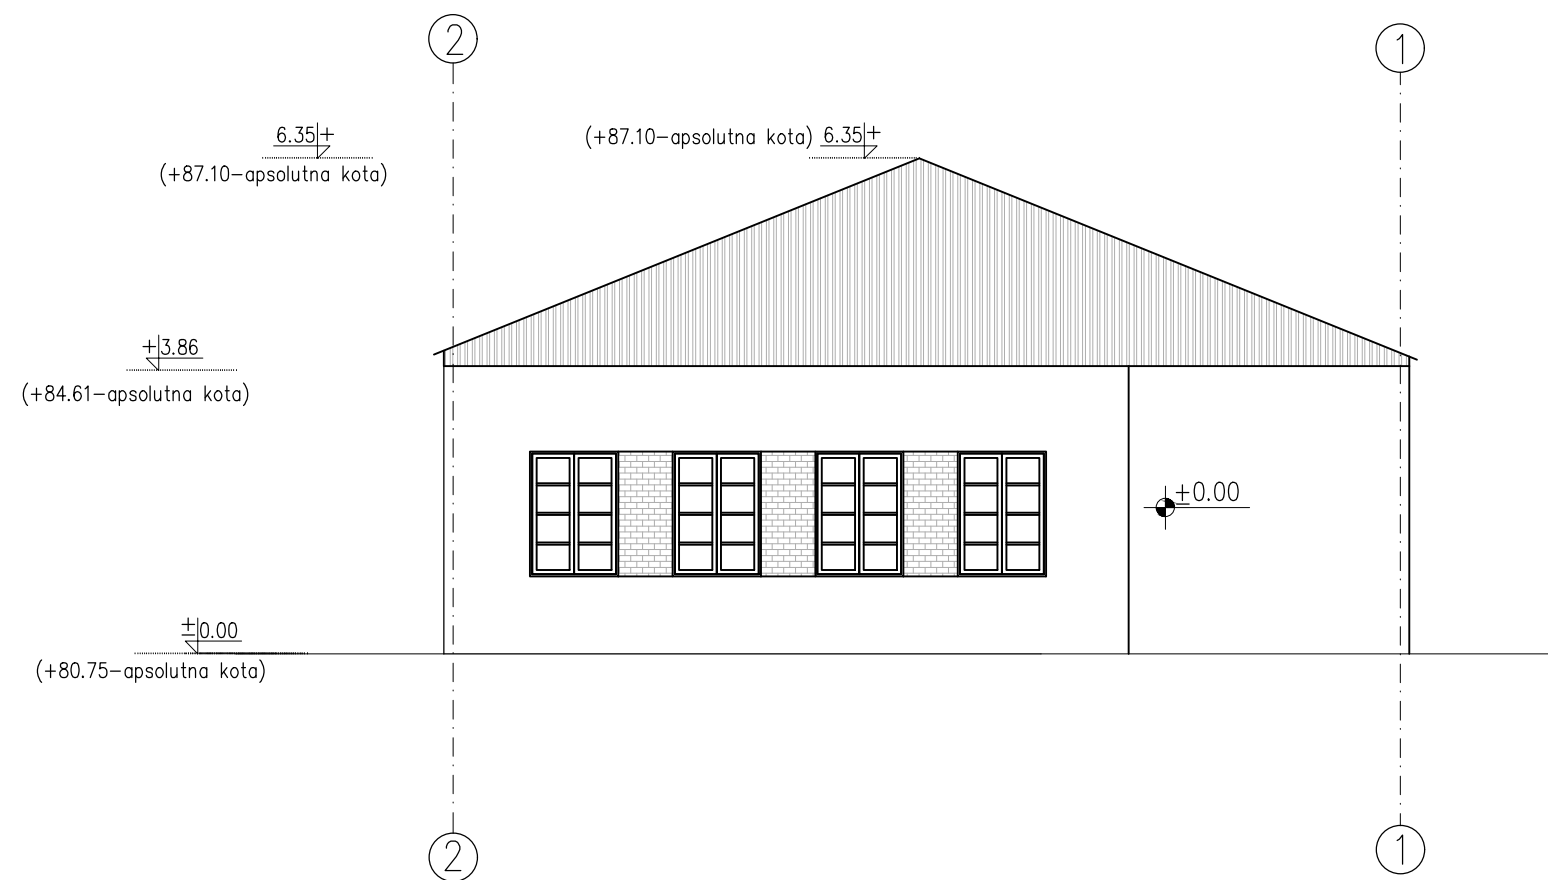 2
1
6.35+
(+87.10-apsolutna kota)
(+87.10-apsolutna kota) 6.35+
+3.86
(+84.61-apsolutna kota)
±0.00
±0.00
(+80.75-apsolutna kota)
2
1